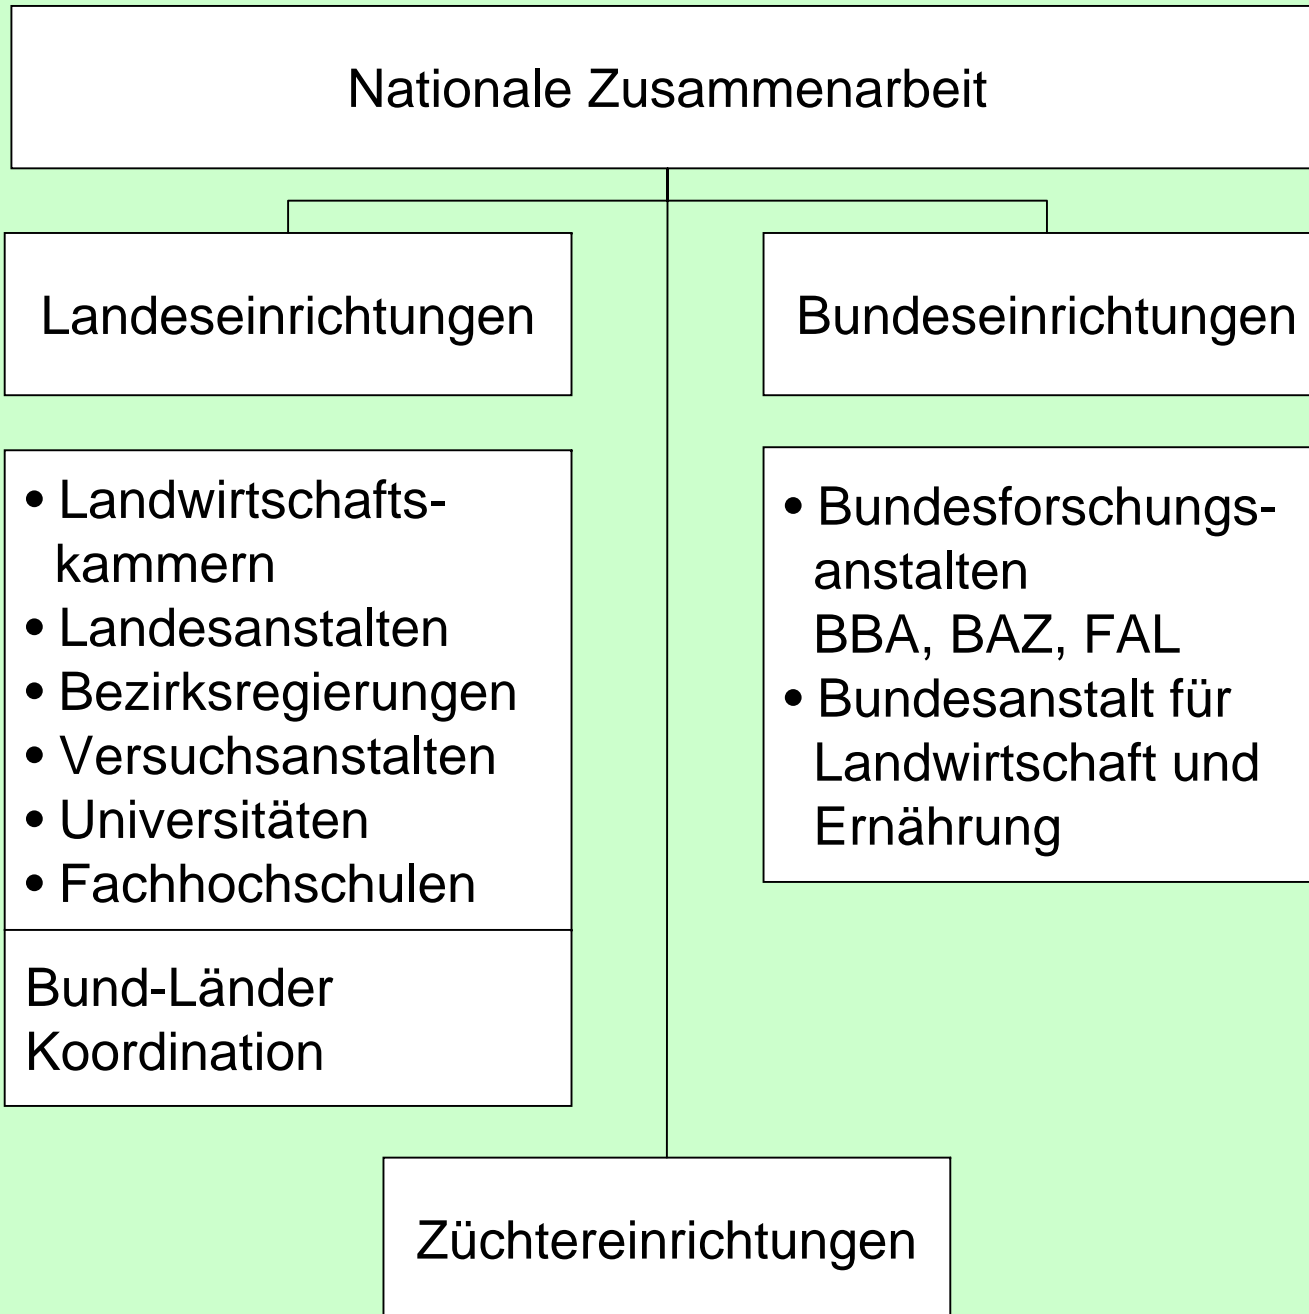 Nationale Zusammenarbeit
Landeseinrichtungen
Bundeseinrichtungen
• Landwirtschafts-
kammern
• Landesanstalten
• Bezirksregierungen
• Versuchsanstalten
• Universitäten
• Fachhochschulen
Bund-Länder
Koordination
• Bundesforschungs-
anstalten
BBA, BAZ, FAL
• Bundesanstalt für
Landwirtschaft und
Ernährung
Züchtereinrichtungen